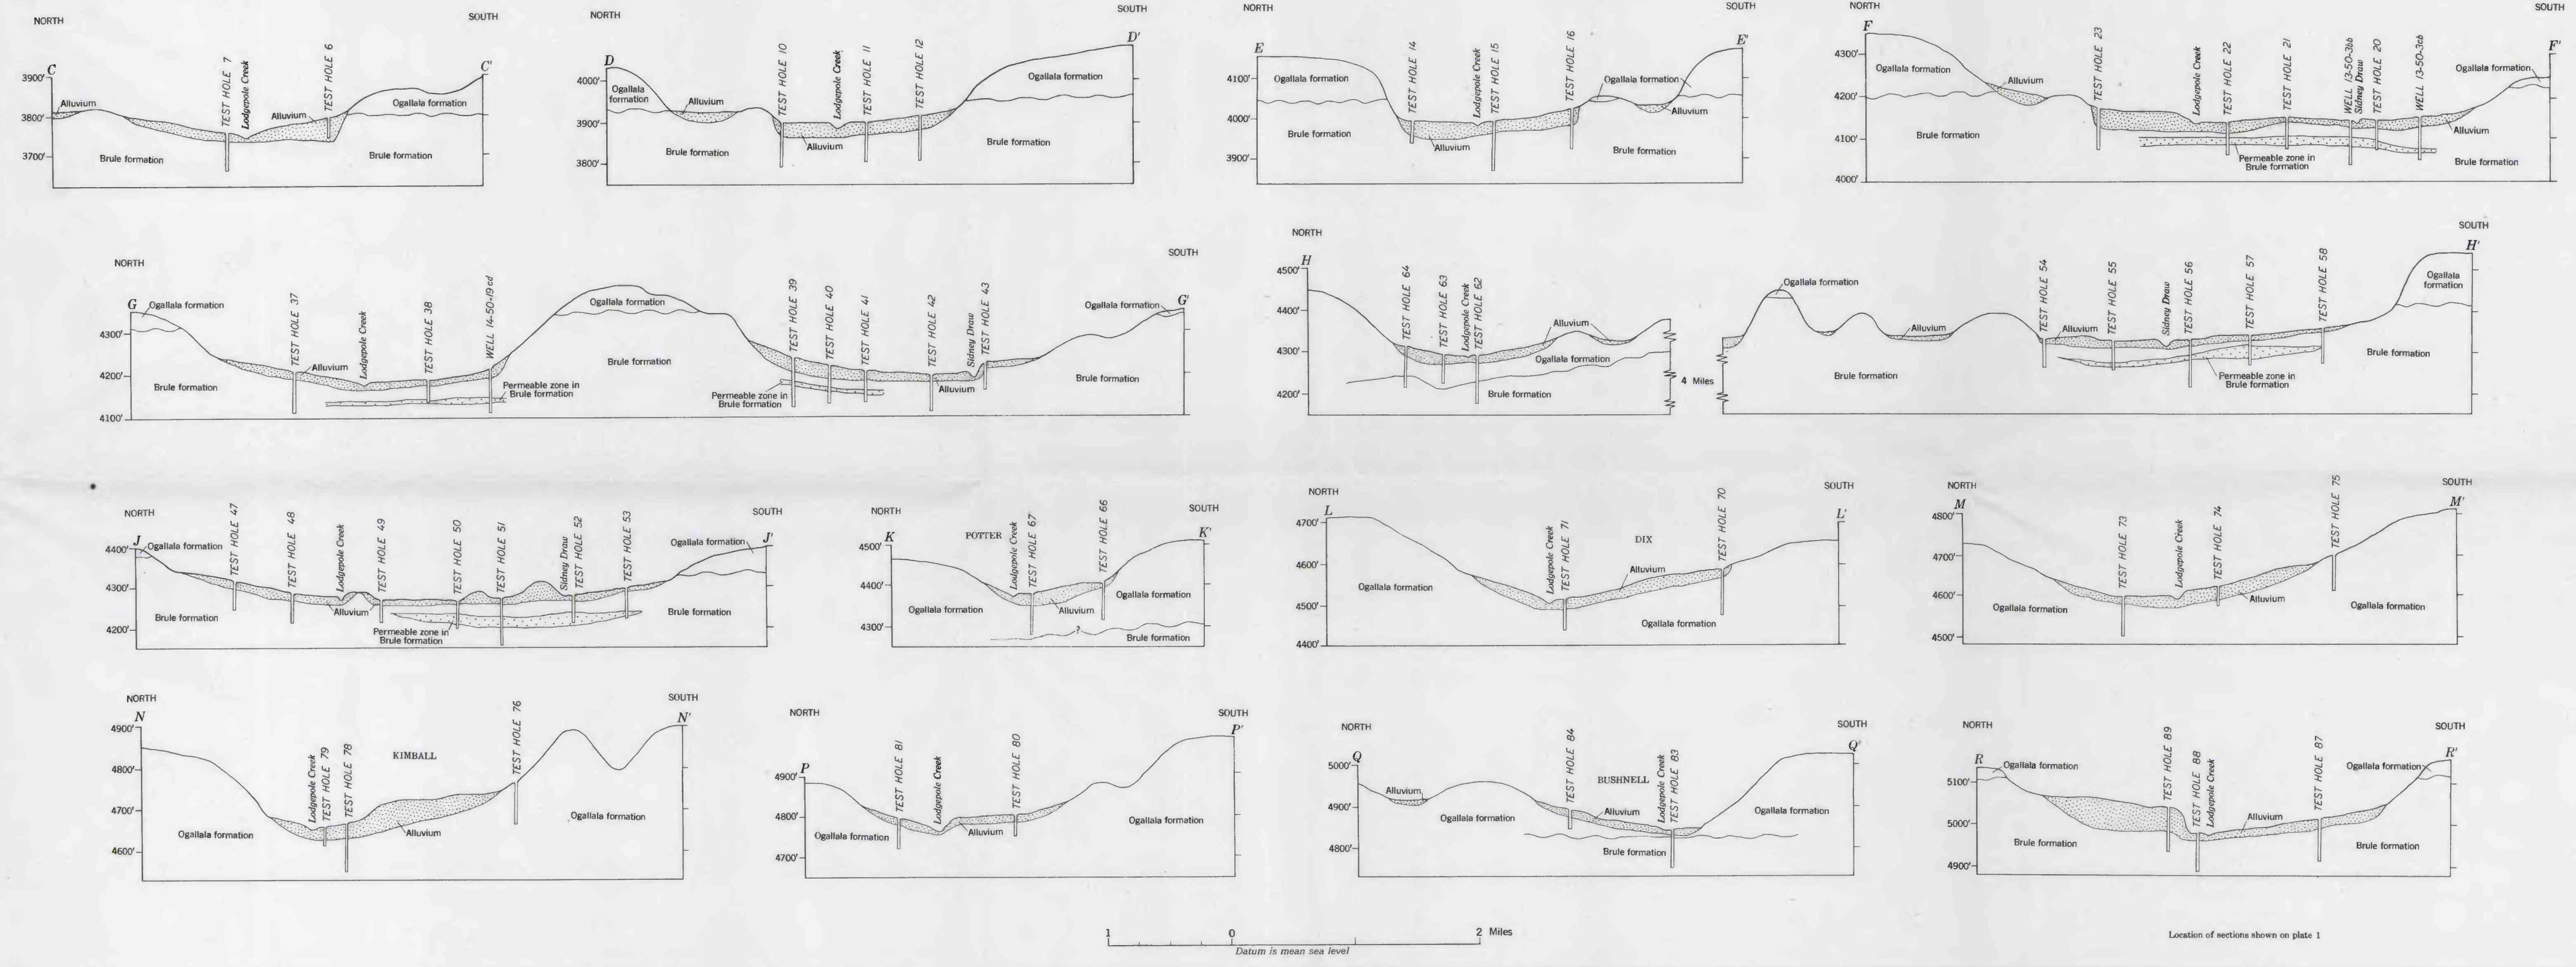 NORTH
SOUTH
C
C'
3900'
3800'
3700'
Alluvium
TEST HOLE 7
Lodgepole Creek
Alluvium
TEST HOLE 6
Ogallala formation
Brule formation
Brule formation
NORTH
SOUTH
D
D'
4000'
3900'
3800'
Ogallala
formation
Alluvium
TEST HOLE 10
Lodgepole Creek
TEST HOLE 11
TEST HOLE 12
Ogallala formation
Brule formation
Alluvium
Brule formation
NORTH
SOUTH
E
E'
4100'
4000'
3900'
Ogallala formation
TEST HOLE 14
Lodgepole Creek
TEST HOLE 15
TEST HOLE 16
Ogallala formation
Brule formation
Alluvium
Alluvium
Brule formation
NORTH
SOUTH
F
F'
4300'
4200'
4100'
4000'
Ogallala formation
Alluvium
TEST HOLE 23
Lodgepole Creek
TEST HOLE 22
TEST HOLE 21
WELL 13-50-3bb
Sidney Draw
TEST HOLE 20
WELL 13-50-3cb
Ogallala formation
Brule formation
Alluvium
Permeable zone in
Brule formation
Brule formation
NORTH
SOUTH
G
G'
4300'
4200'
4100'
Ogallala formation
TEST HOLE 37
Alluvium
Lodgepole Creek
TEST HOLE 38
WELL 14-50-19cd
Ogallala formation
TEST HOLE 39
TEST HOLE 40
TEST HOLE 41
TEST HOLE 42
Sidney Draw
TEST HOLE 43
Ogallala formation
Brule formation
Permeable zone in
Brule formation
Brule formation
Permeable zone in
Brule formation
Alluvium
Brule formation
NORTH
SOUTH
H
H'
4500'
4400'
4300'
4200'
TEST HOLE 64
TEST HOLE 63
Lodgepole Creek
TEST HOLE 62
Alluvium
Ogallala formation
Brule formation
4 Miles
Ogallala formation
Alluvium
Brule formation
TEST HOLE 54
Alluvium
TEST HOLE 55
Sidney Draw
TEST HOLE 56
TEST HOLE 57
TEST HOLE 58
Permeable zone in
Brule formation
Ogallala
formation
Brule formation
NORTH
SOUTH
J
J'
4400'
4300'
4200'
Ogallala formation
TEST HOLE 47
TEST HOLE 48
Lodgepole Creek
TEST HOLE 49
TEST HOLE 50
TEST HOLE 51
Sidney Draw
TEST HOLE 52
TEST HOLE 53
Ogallala formation
Brule formation
Alluvium
Permeable zone in
Brule formation
Brule formation
NORTH
SOUTH
K
K'
POTTER
4500'
4400'
4300'
Lodgepole Creek
TEST HOLE 67
TEST HOLE 66
Ogallala formation
Alluvium
Ogallala formation
?
Brule formation
NORTH
SOUTH
L
L'
DIX
4700'
4600'
4500'
4400'
Lodgepole Creek
TEST HOLE 71
Alluvium
TEST HOLE 70
Ogallala formation
Ogallala formation
NORTH
SOUTH
M
M'
4800'
4700'
4600'
4500'
TEST HOLE 73
Lodgepole Creek
TEST HOLE 74
TEST HOLE 75
Ogallala formation
Alluvium
Ogallala formation
NORTH
SOUTH
N
N'
KIMBALL
4900'
4800'
4700'
4600'
Lodgepole Creek
TEST HOLE 79
TEST HOLE 78
TEST HOLE 76
Ogallala formation
Alluvium
Ogallala formation
NORTH
SOUTH
P
P'
4900'
4800'
4700'
TEST HOLE 81
Lodgepole Creek
TEST HOLE 80
Ogallala formation
Alluvium
Ogallala formation
NORTH
SOUTH
Q
Q'
BUSHNELL
5000'
4900'
4800'
Alluvium
TEST HOLE 84
Alluvium
Lodgepole Creek
TEST HOLE 83
Ogallala formation
Ogallala formation
Brule formation
NORTH
SOUTH
R
R'
5100'
5000'
4900'
Ogallala formation
TEST HOLE 89
TEST HOLE 88
Lodgepole Creek
Alluvium
TEST HOLE 87
Ogallala formation
Brule formation
Brule formation
1 0 2 Miles
Datum is mean sea level
Location of sections shown on plate 1